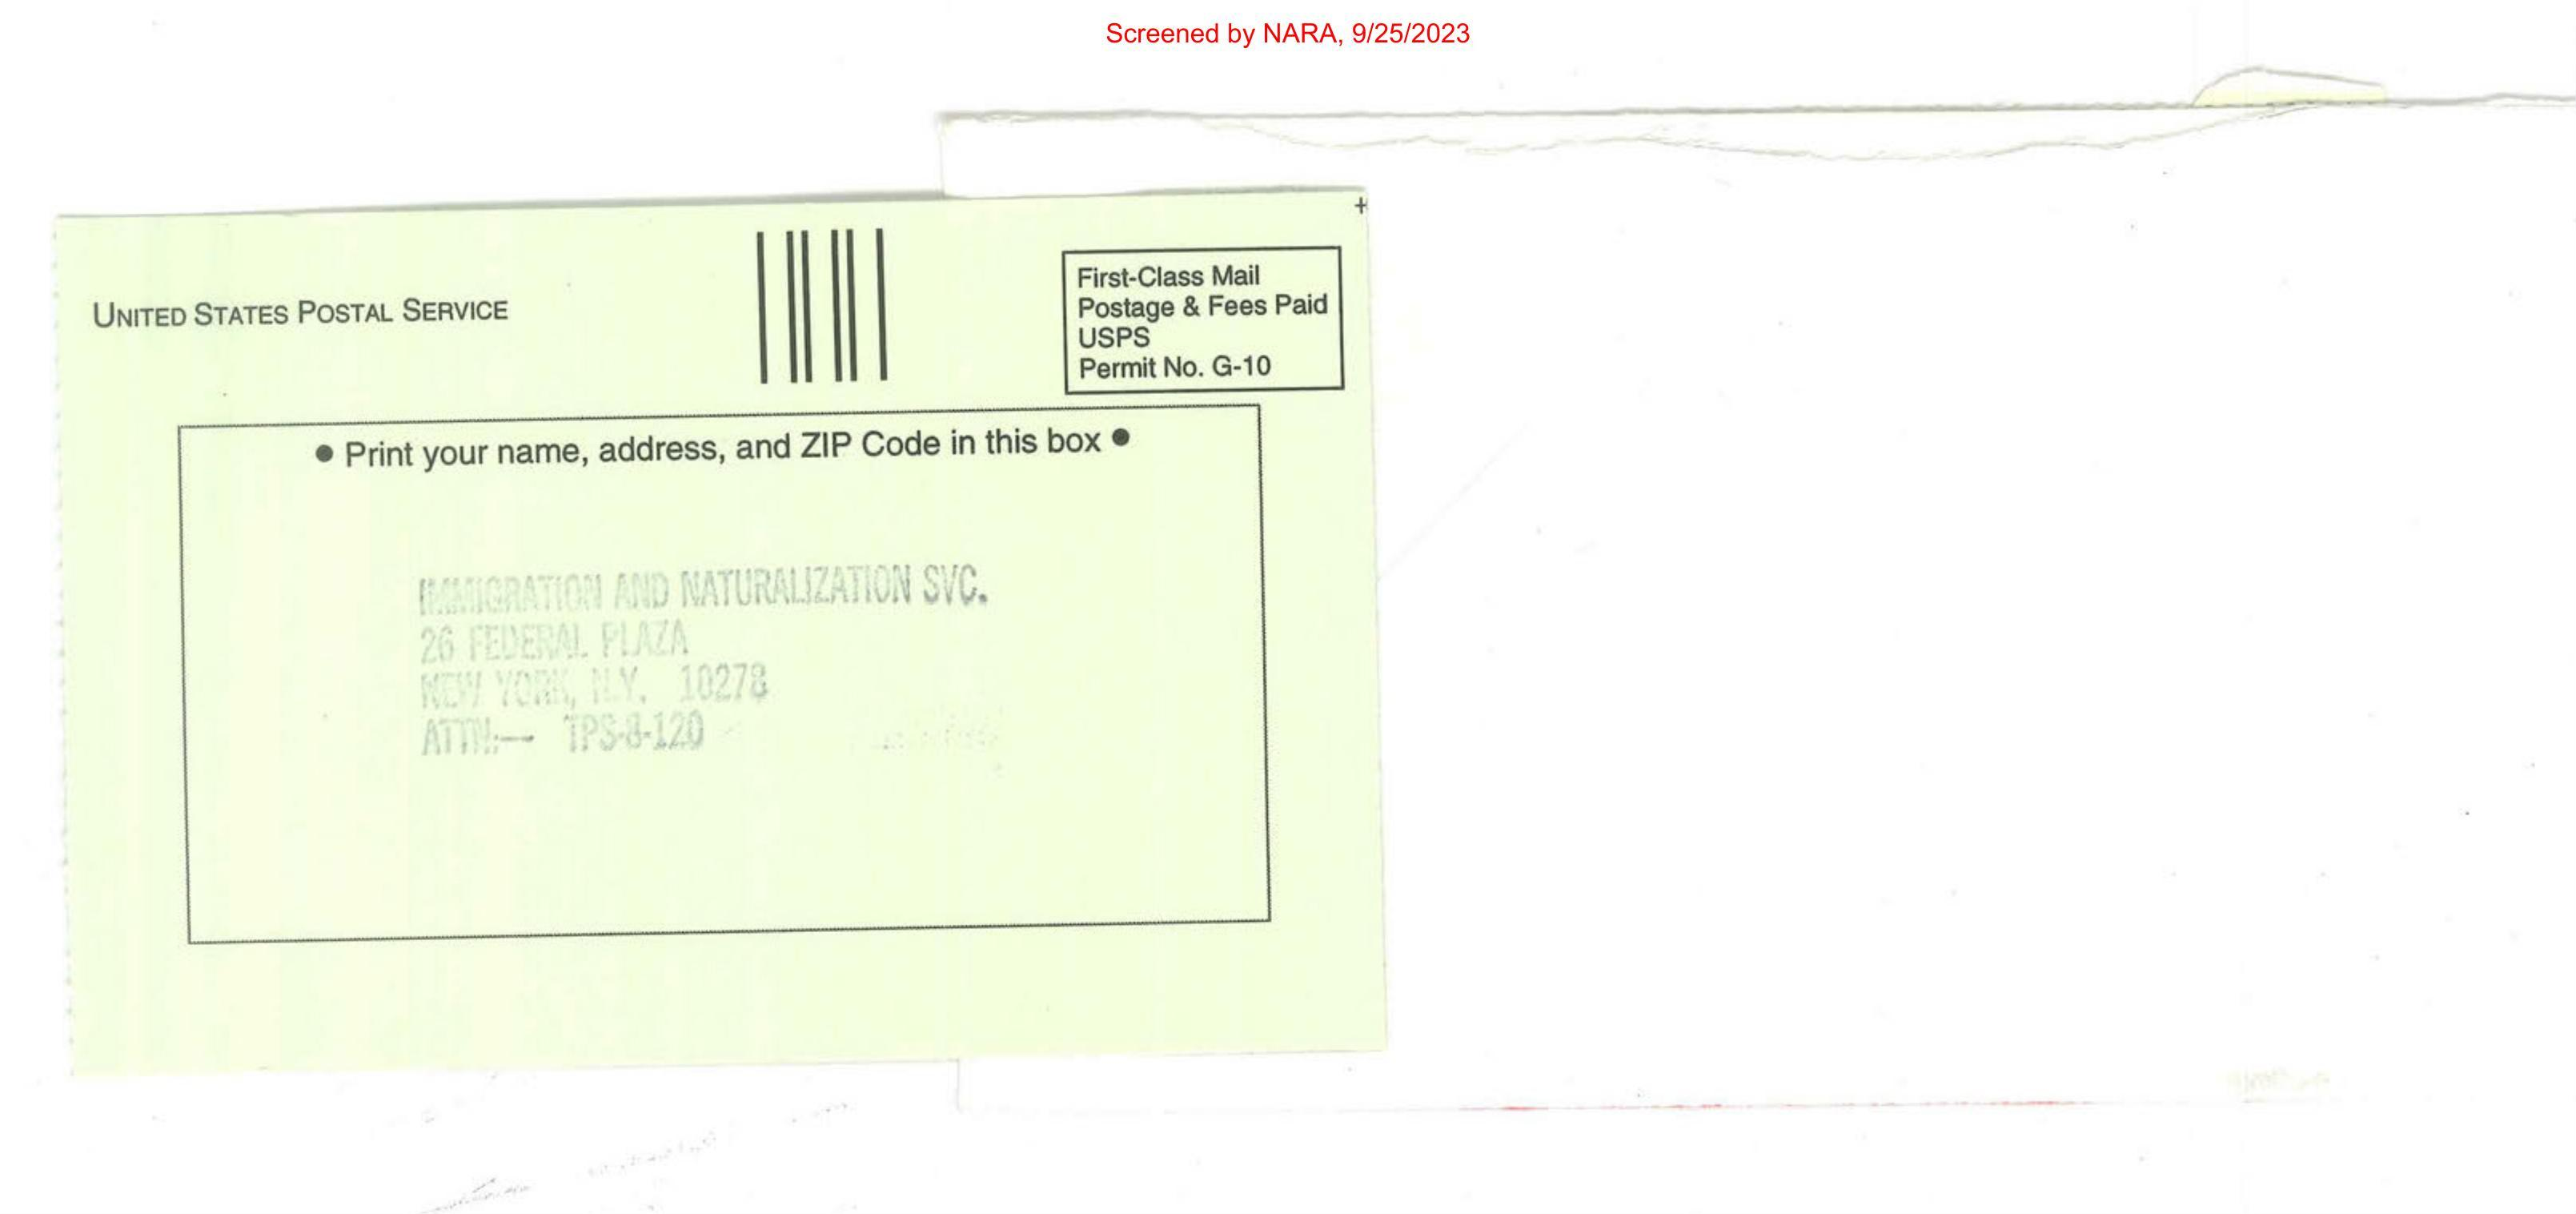 Screened by NARA, 9/25/2023
UNITED STATES POSTAL SERVICE
First-Class Mail
Postage & Fees Paid
USPS
Permit No. G-10
• Print your name, address, and ZIP Code in this box •
IMMIGRATION AND NATURALIZATION SVC.
26 FEDERAL PLAZA
NEW YORK, N.Y. 10278
ATTN:— TPS-8-120